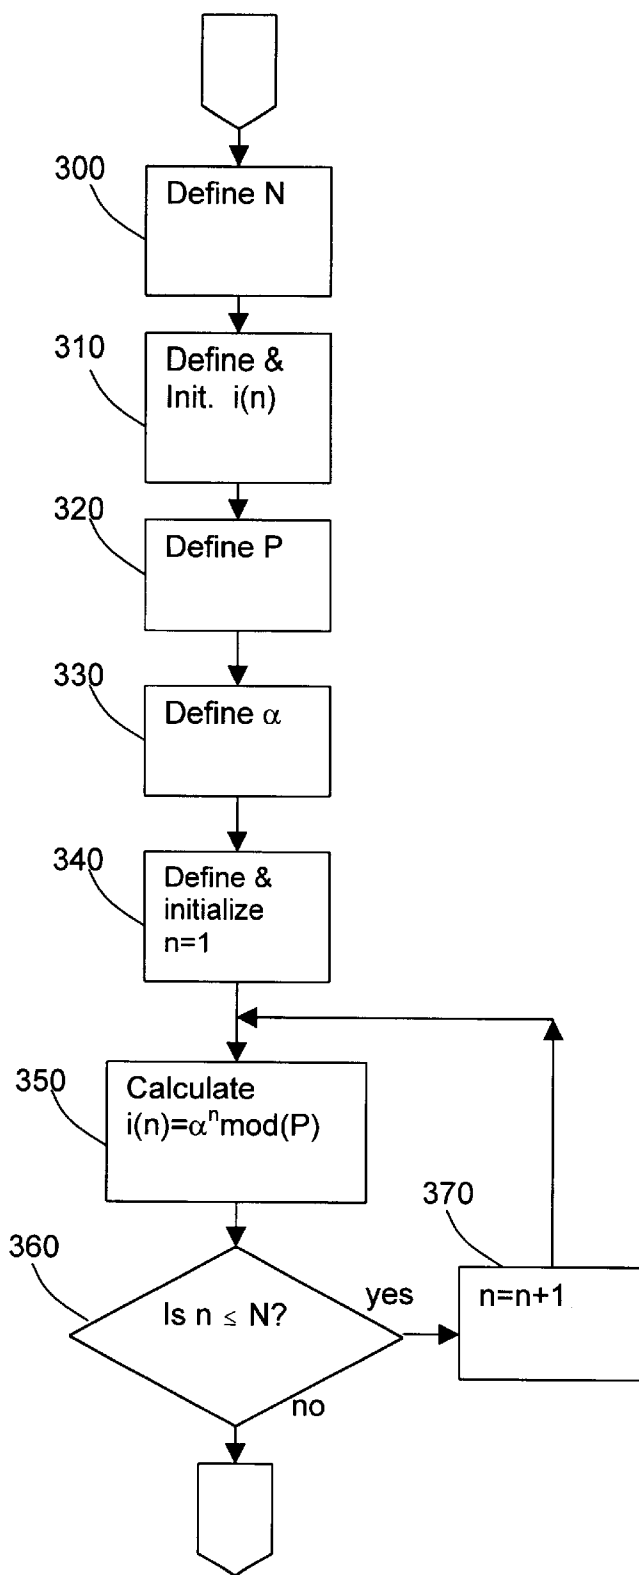 300
Define N
310
Define &
Init. i(n)
320
Define P
330
Define α
340
Define &
initialize
n=1
350
Calculate
i(n)=αⁿmod(P)
360
Is n ≤ N?
yes
no
370
n=n+1